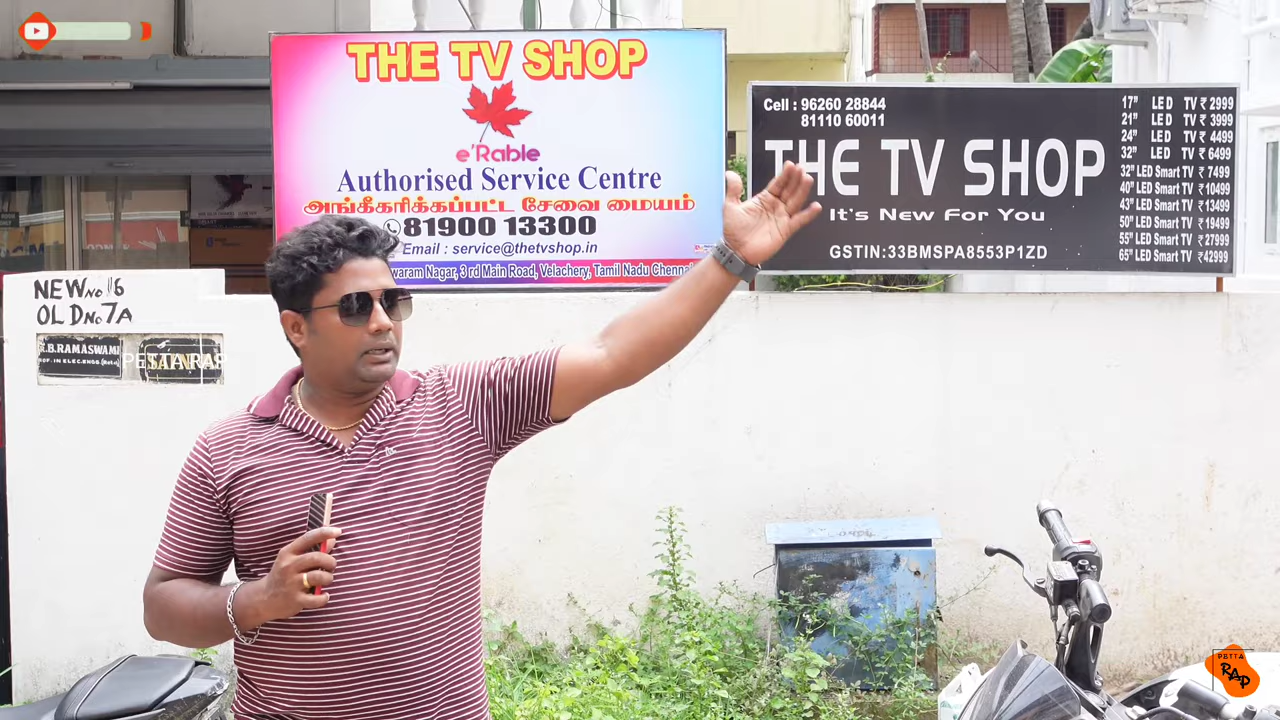 THE TV SHOP
e'Rable
Authorised Service Centre
அங்கீகரிக்கப்பட்ட சேவை மையம்
81900 13300
Email : service@thetvshop.in
Nagar, 3 rd Main Road, Velachery, Tamil Nadu
Cell : 96260 28844
81110 60011
THE TV SHOP
It's New For You
GSTIN:33BMSPA8553P1ZD
17" LED TV ₹ 2999
21" LED TV ₹ 3999
24" LED TV ₹ 4499
32" LED TV ₹ 6499
32" LED Smart TV ₹ 7499
40" LED Smart TV ₹10499
43" LED Smart TV ₹13499
50" LED Smart TV ₹19499
55" LED Smart TV ₹27999
65" LED Smart TV ₹42999
NEW No 16
OLD No 7A
B.RAMASWAMI
PETTA RAP
PETTA
RAP